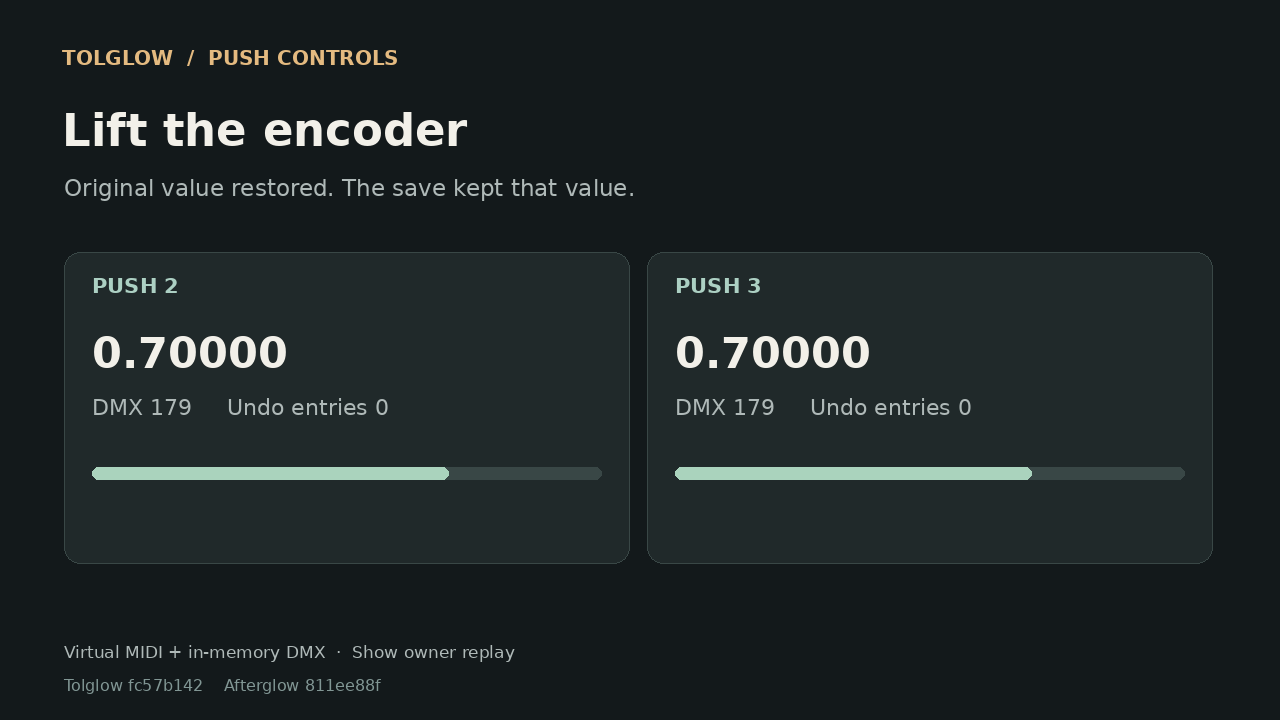 TOLGLOW / PUSH CONTROLS
Lift the encoder
Original value restored. The save kept that value.
PUSH 2
0.70000
DMX 179 Undo entries 0
PUSH 3
0.70000
DMX 179 Undo entries 0
Virtual MIDI + in-memory DMX · Show owner replay
Tolglow fc57b142 Afterglow 811ee88f